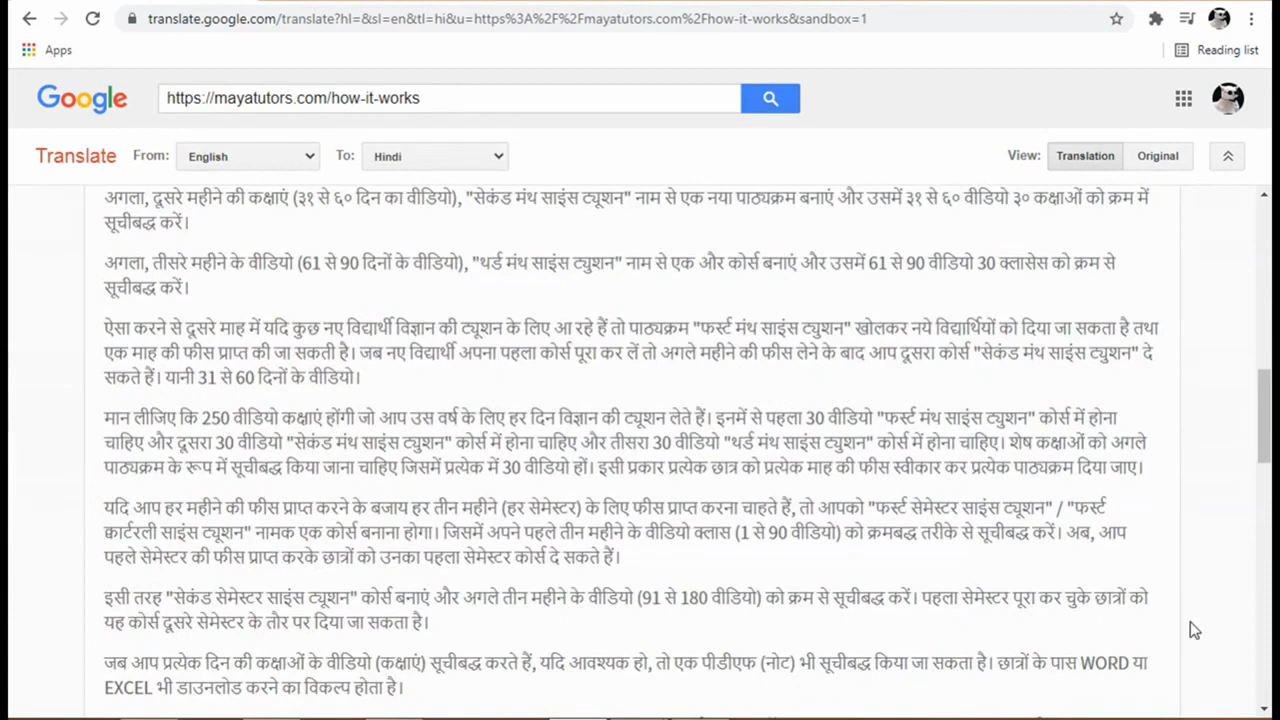 translate.google.com/translate?hl=&sl=en&tl=hi&u=https%3A%2F%2Fmayatutors.com%2Fhow-it-works&sandbox=1
Apps
Reading list
Google
https://mayatutors.com/how-it-works
Translate
From:
English
To:
Hindi
View:
Translation
Original
अगला, दूसरे महीने की कक्षाएं (३१ से ६० दिन का वीडियो), "सेकंड मंथ साइंस ट्यूशन" नाम से एक नया पाठ्यक्रम बनाएं और उसमें ३१ से ६० वीडियो ३० कक्षाओं को क्रम में
सूचीबद्ध करें।
अगला, तीसरे महीने के वीडियो (61 से 90 दिनों के वीडियो), "थर्ड मंथ साइंस ट्युशन" नाम से एक और कोर्स बनाएं और उसमें 61 से 90 वीडियो 30 क्लासेस को क्रम से
सूचीबद्ध करें।
ऐसा करने से दूसरे माह में यदि कुछ नए विद्यार्थी विज्ञान की ट्यूशन के लिए आ रहे हैं तो पाठ्यक्रम "फर्स्ट मंथ साइंस ट्युशन" खोलकर नये विद्यार्थियों को दिया जा सकता है तथा
एक माह की फीस प्राप्त की जा सकती है। जब नए विद्यार्थी अपना पहला कोर्स पूरा कर लें तो अगले महीने की फीस लेने के बाद आप दूसरा कोर्स "सेकंड मंथ साइंस ट्युशन" दे
सकते हैं। यानी 31 से 60 दिनों के वीडियो।
मान लीजिए कि 250 वीडियो कक्षाएं होंगी जो आप उस वर्ष के लिए हर दिन विज्ञान की ट्यूशन लेते हैं। इनमें से पहला 30 वीडियो "फर्स्ट मंथ साइंस ट्युशन" कोर्स में होना
चाहिए और दूसरा 30 वीडियो "सेकंड मंथ साइंस ट्युशन" कोर्स में होना चाहिए और तीसरा 30 वीडियो "थर्ड मंथ साइंस ट्युशन" कोर्स में होना चाहिए। शेष कक्षाओं को अगले
पाठ्यक्रम के रूप में सूचीबद्ध किया जाना चाहिए जिसमें प्रत्येक में 30 वीडियो हों। इसी प्रकार प्रत्येक छात्र को प्रत्येक माह की फीस स्वीकार कर प्रत्येक पाठ्यक्रम दिया जाए।
यदि आप हर महीने की फीस प्राप्त करने के बजाय हर तीन महीने (हर सेमेस्टर) के लिए फीस प्राप्त करना चाहते हैं, तो आपको "फर्स्ट सेमेस्टर साइंस ट्यूशन" / "फर्स्ट
क्वार्टरली साइंस ट्यूशन" नामक एक कोर्स बनाना होगा। जिसमें अपने पहले तीन महीने के वीडियो क्लास (1 से 90 वीडियो) को क्रमबद्ध तरीके से सूचीबद्ध करें। अब, आप
पहले सेमेस्टर की फीस प्राप्त करके छात्रों को उनका पहला सेमेस्टर कोर्स दे सकते हैं।
इसी तरह "सेकंड सेमेस्टर साइंस ट्यूशन" कोर्स बनाएं और अगले तीन महीने के वीडियो (91 से 180 वीडियो) को क्रम से सूचीबद्ध करें। पहला सेमेस्टर पूरा कर चुके छात्रों को
यह कोर्स दूसरे सेमेस्टर के तौर पर दिया जा सकता है।
जब आप प्रत्येक दिन की कक्षाओं के वीडियो (कक्षाएं) सूचीबद्ध करते हैं, यदि आवश्यक हो, तो एक पीडीएफ (नोट) भी सूचीबद्ध किया जा सकता है। छात्रों के पास WORD या
EXCEL भी डाउनलोड करने का विकल्प होता है।